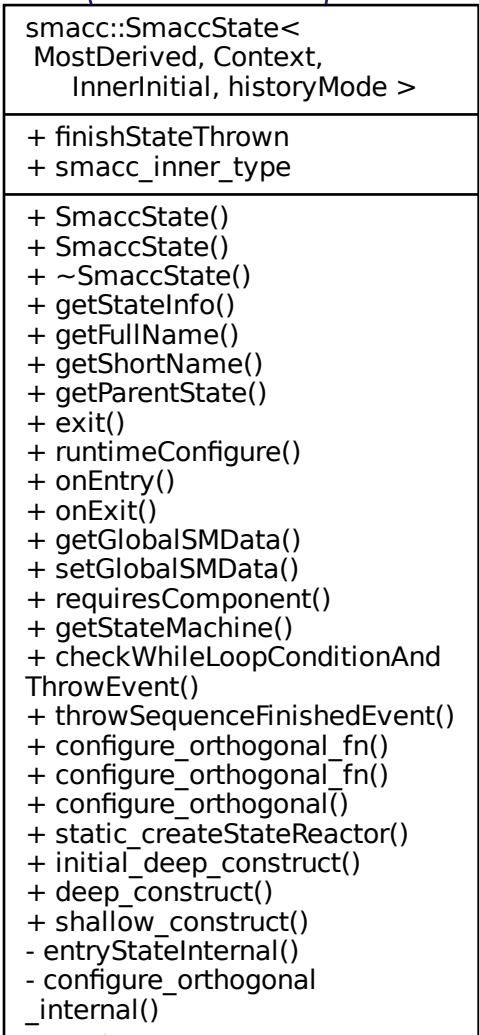 smacc::SmaccState<
MostDerived, Context,
InnerInitial, historyMode >
+ finishStateThrown
+ smacc_inner_type
+ SmaccState()
+ SmaccState()
+ ~SmaccState()
+ getStateInfo()
+ getFullName()
+ getShortName()
+ getParentState()
+ exit()
+ runtimeConfigure()
+ onEntry()
+ onExit()
+ getGlobalSMData()
+ setGlobalSMData()
+ requiresComponent()
+ getStateMachine()
+ checkWhileLoopConditionAnd
ThrowEvent()
+ throwSequenceFinishedEvent()
+ configure_orthogonal_fn()
+ configure_orthogonal_fn()
+ configure_orthogonal()
+ static_createStateReactor()
+ initial_deep_construct()
+ deep_construct()
+ shallow_construct()
- entryStateInternal()
- configure_orthogonal
_internal()